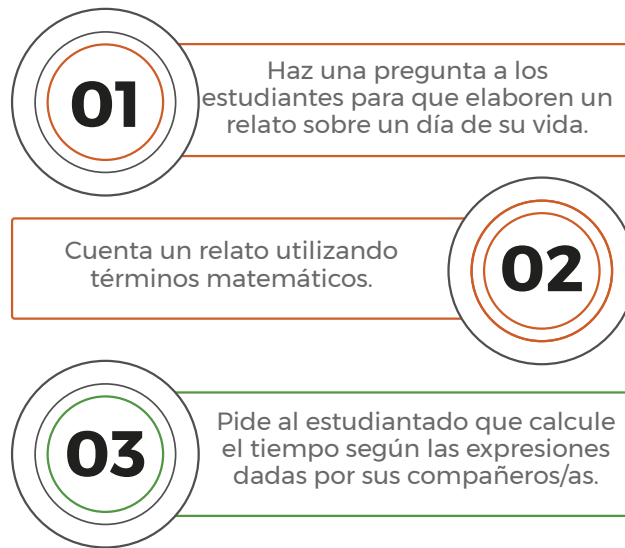 01
Haz una pregunta a los
estudiantes para que elaboren un
relato sobre un día de su vida.
Cuenta un relato utilizando
términos matemáticos.
02
03
Pide al estudiantado que calcule
el tiempo según las expresiones
dadas por sus compañeros/as.